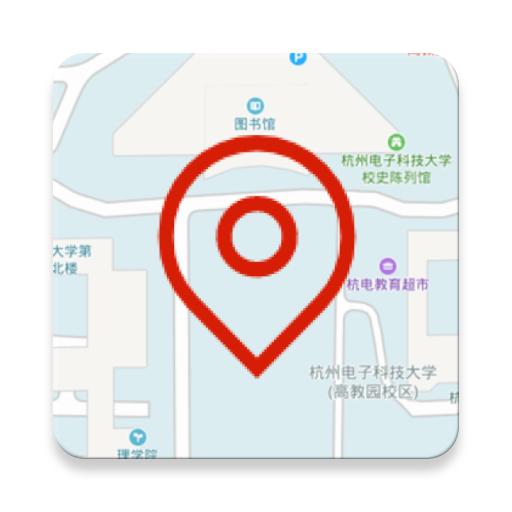 P
图书馆
杭州电子科技大学
校史陈列馆
大学第
北楼
杭电教育超市
杭州电子科技大学
(高教园校区)
杭
理学院